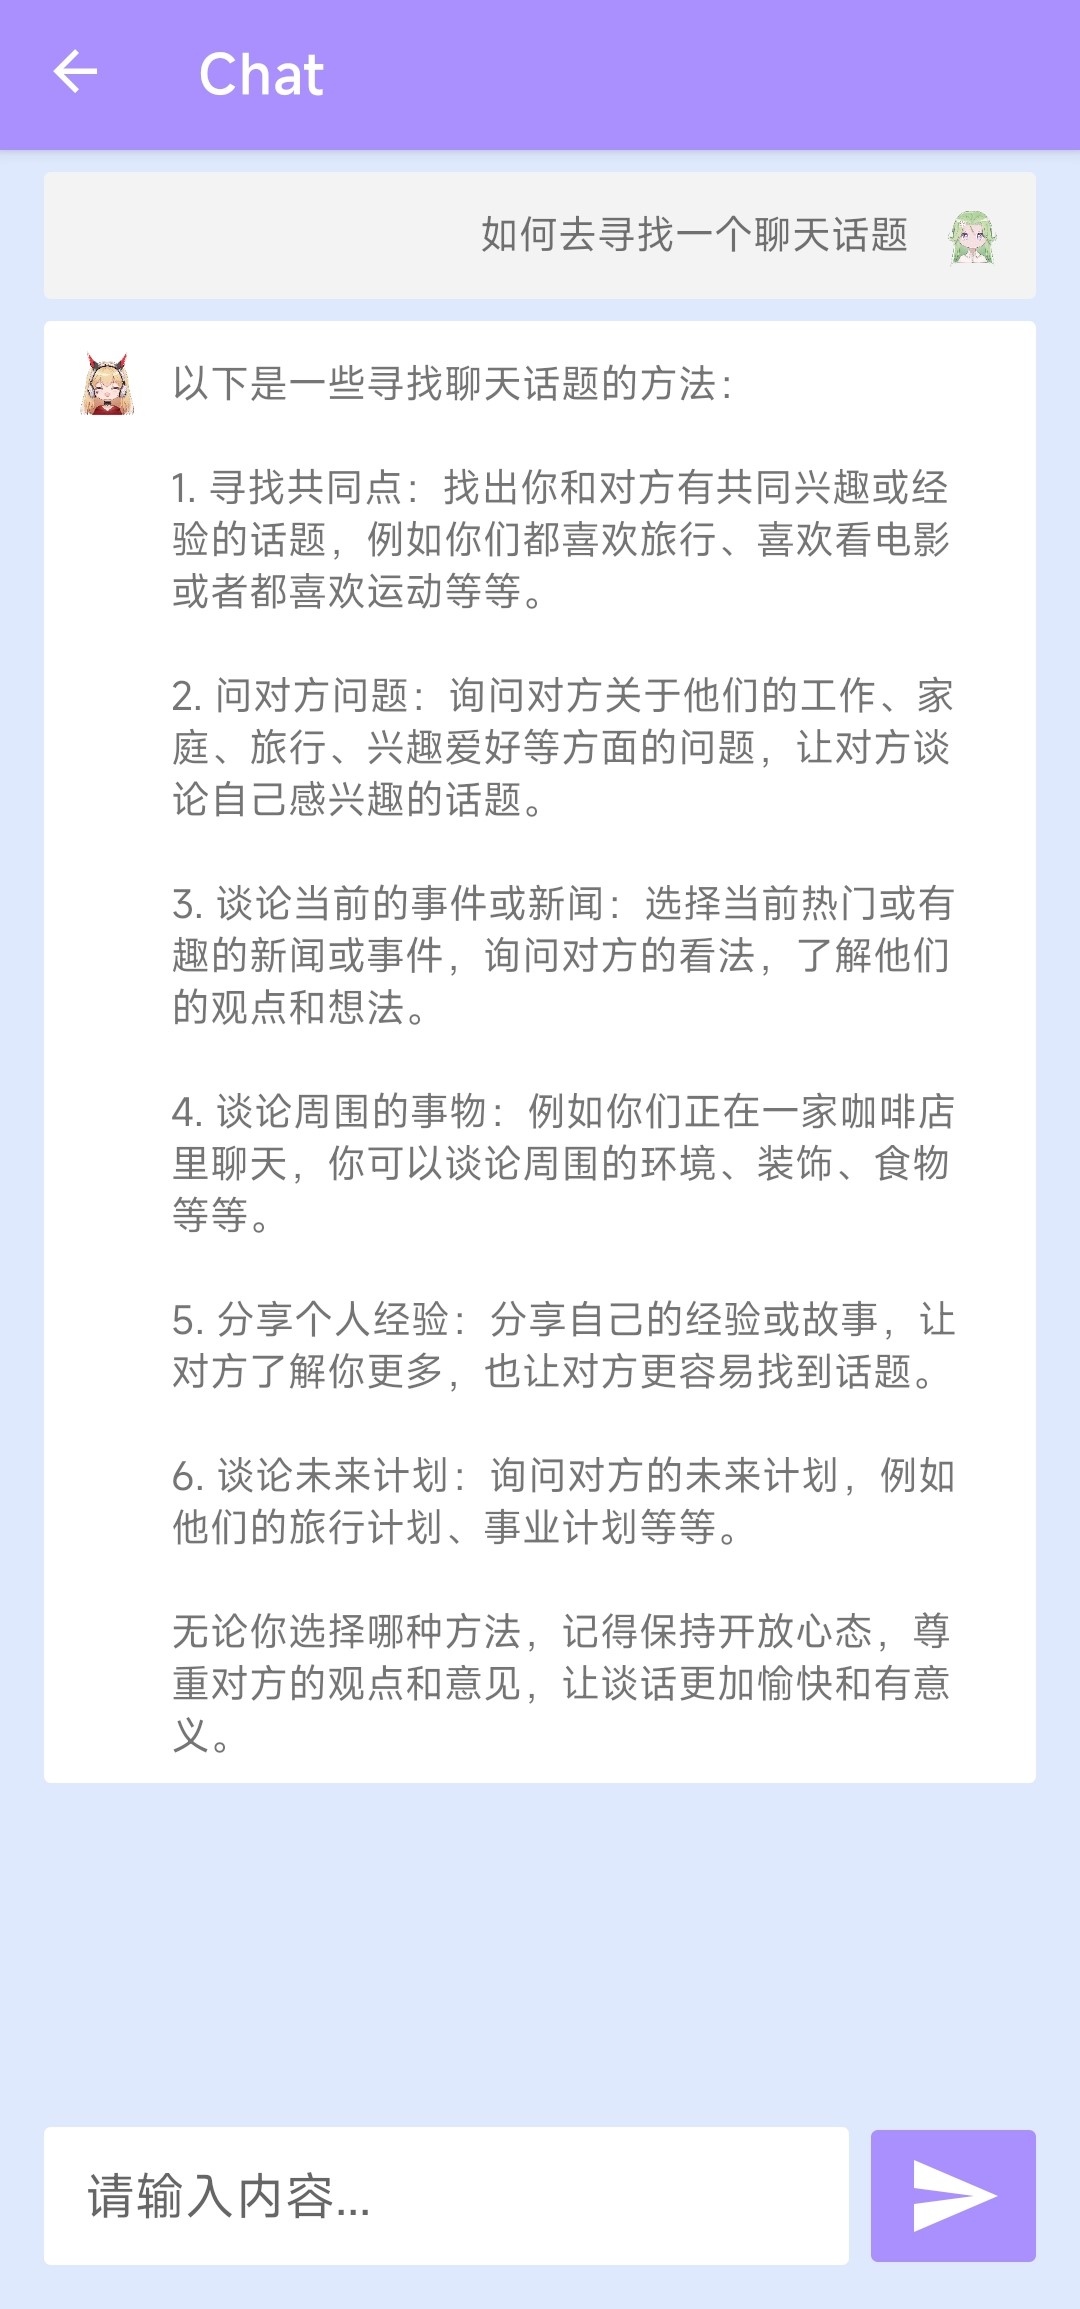 Chat
如何去寻找一个聊天话题
以下是一些寻找聊天话题的方法：
1. 寻找共同点：找出你和对方有共同兴趣或经
验的话题，例如你们都喜欢旅行、喜欢看电影
或者都喜欢运动等等。
2. 问对方问题：询问对方关于他们的工作、家
庭、旅行、兴趣爱好等方面的问题，让对方谈
论自己感兴趣的话题。
3. 谈论当前的事件或新闻：选择当前热门或有
趣的新闻或事件，询问对方的看法，了解他们
的观点和想法。
4. 谈论周围的事物：例如你们正在一家咖啡店
里聊天，你可以谈论周围的环境、装饰、食物
等等。
5. 分享个人经验：分享自己的经验或故事，让
对方了解你更多，也让对方更容易找到话题。
6. 谈论未来计划：询问对方的未来计划，例如
他们的旅行计划、事业计划等等。
无论你选择哪种方法，记得保持开放心态，尊
重对方的观点和意见，让谈话更加愉快和有意
义。
请输入内容...